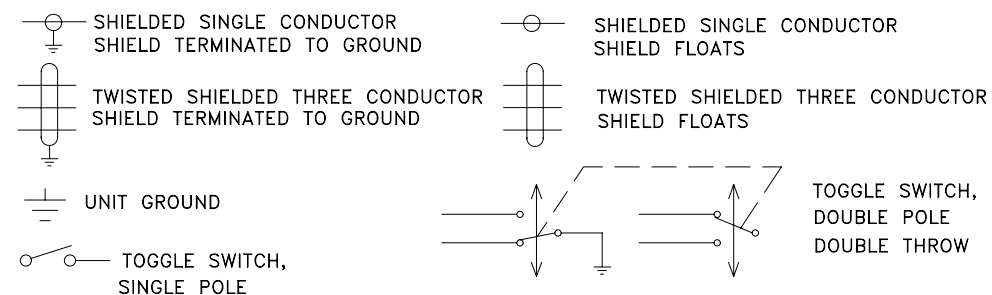 SHIELDED SINGLE CONDUCTOR
SHIELD TERMINATED TO GROUND
SHIELDED SINGLE CONDUCTOR
SHIELD FLOATS
TWISTED SHIELDED THREE CONDUCTOR
SHIELD TERMINATED TO GROUND
TWISTED SHIELDED THREE CONDUCTOR
SHIELD FLOATS
UNIT GROUND
TOGGLE SWITCH,
SINGLE POLE
TOGGLE SWITCH,
DOUBLE POLE
DOUBLE THROW